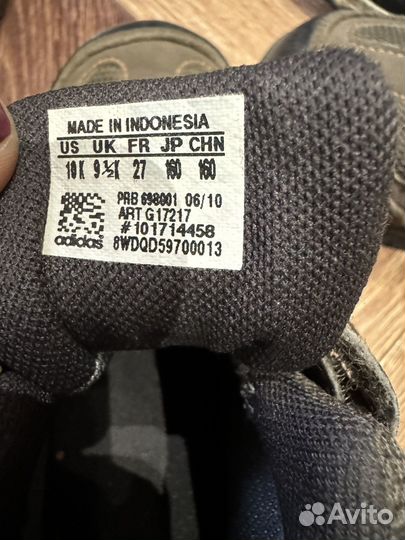 MADE IN INDONESIA
US UK FR JP CHN
10K 9½K 27 160 160
PRB 698001 06/10
ART G17217
#101714458
adidas 8WDQD59700013
Avito